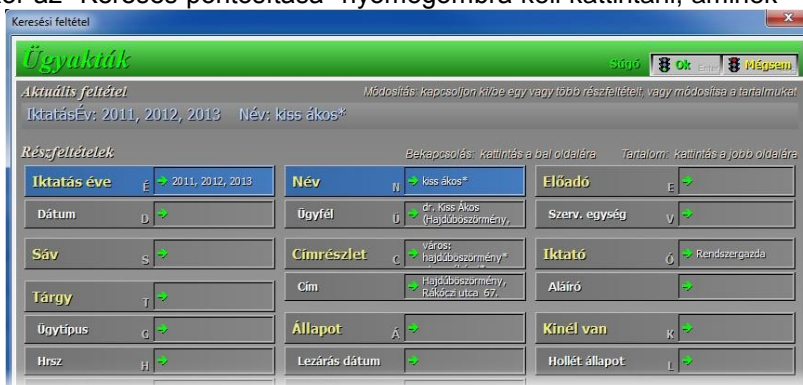 az "Keresés pontosítása" nyomógombra kell kattintani, aminek
Keresési feltétel
Ügyakták
Súgó Ok Enter Mégsem
Aktuális feltétel Módosítás: kapcsoljon ki/be egy vagy több részfeltételt, vagy módosítsa a tartalmukat
IktatásÉv: 2011, 2012, 2013 Név: kiss ákos*
Részfeltételek Bekapcsolás: kattintás a bal oldalára Tartalom: kattintás a jobb oldalára
Iktatás éve É 2011, 2012, 2013 Név N kiss ákos* Előadó E
Dátum D Ügyfél Ü dr. Kiss Ákos (Hajdúböszörmény, Szerv. egység V
Sáv S Címrészlet C város: hajdúböszörmény* Iktató Ó Rendszergazda
Cím Hajdúböszörmény, Rákóczi utca 67. Aláíró
Tárgy T
Ügytípus G Állapot Á Kinél van K
Hrsz H Lezárás dátum Hollét állapot L